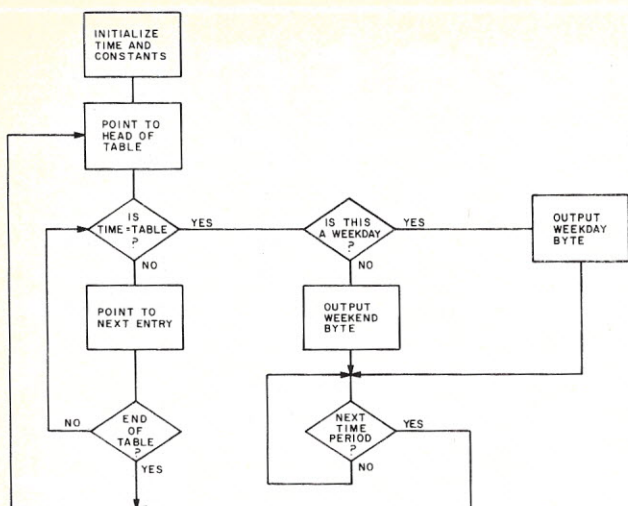 INITIALIZE
TIME AND
CONSTANTS
POINT TO
HEAD OF
TABLE
IS
TIME=TABLE
?
YES
NO
IS THIS
A WEEKDAY
?
YES
NO
OUTPUT
WEEKDAY
BYTE
POINT TO
NEXT ENTRY
OUTPUT
WEEKEND
BYTE
NO
END
OF
TABLE
?
YES
NEXT
TIME
PERIOD
?
YES
NO